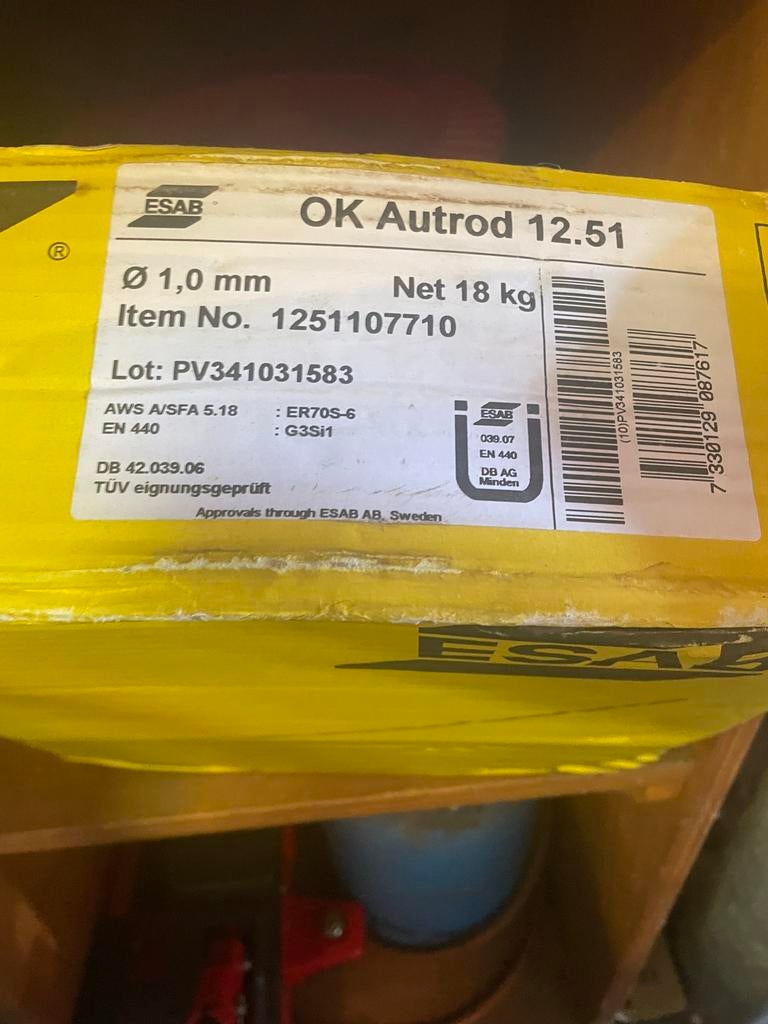 ESAB
OK Autrod 12.51
®
Ø 1,0 mm Net 18 kg
Item No. 1251107710
Lot: PV341031583
AWS A/SFA 5.18 : ER70S-6
EN 440 : G3Si1
DB 42.039.06
TÜV eignungsgeprüft
Approvals through ESAB AB, Sweden
ESAB
039.07
EN 440
DB AG
Minden
(10)PV341031583
7 330129 087617
ESAB